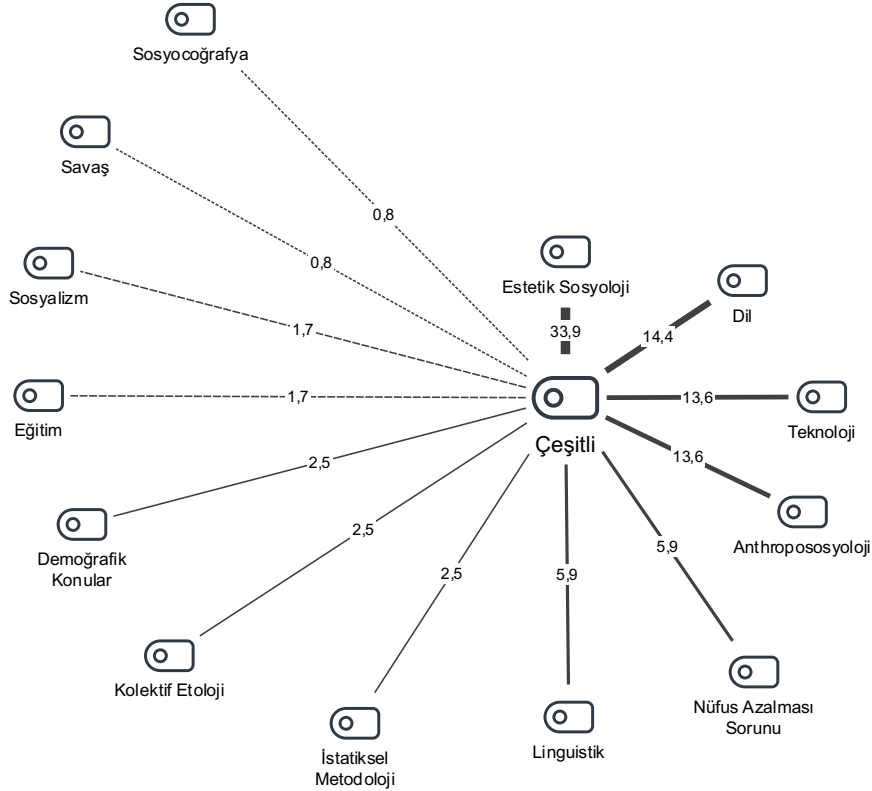 Sosyocoğrafya
Savaş
0,8
Estetik Sosyoloji
0,8
Sosyalizm
Dil
1,7
33,9
14,4
Eğitim
1,7
13,6
Teknoloji
Çeşitli
2,5
13,6
Demoğrafik
Konular
Anthropososyoloji
2,5
2,5
5,9
5,9
Kolektif Etoloji
Nüfus Azalması
Sorunu
İstatiksel
Metodoloji
Linguistik